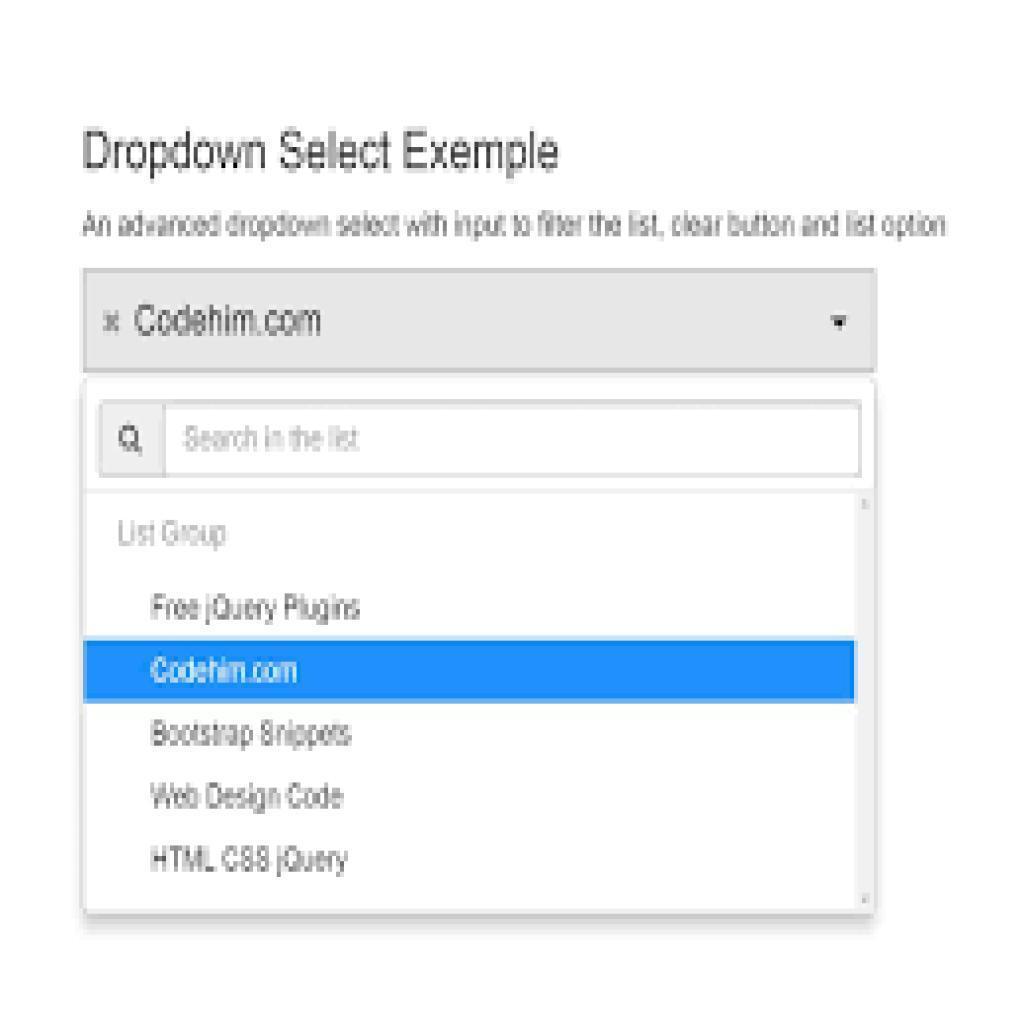 Dropdown Select Exemple
An advanced dropdown select with input to filter the list, clear button and list option
× Codehim.com
Search in the list
List Group
Free jQuery Plugins
Codehim.com
Bootstrap Snippets
Web Design Code
HTML CSS jQuery